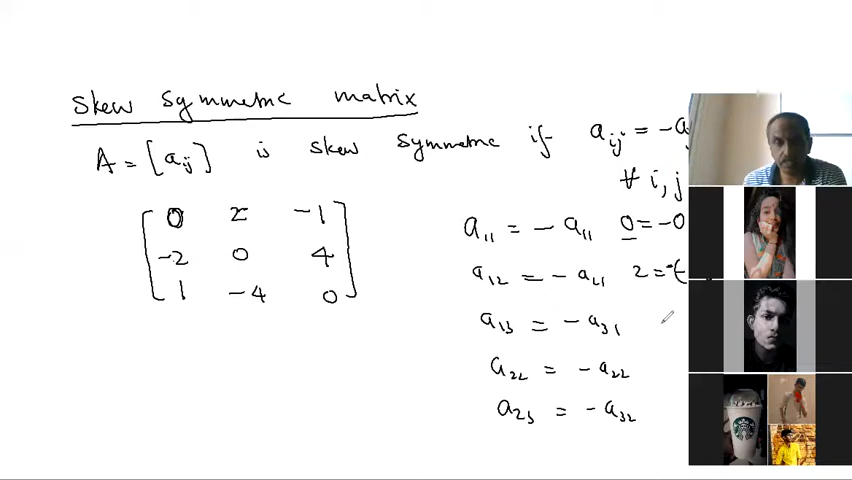 Skew symmetric matrix
A = [aij] is skew symmetric if aij = -a
∀ i, j
0 2 -1
-2 0 4
1 -4 0
a11 = - a11 0 = -0
a12 = - a21 2 = -(
a13 = - a31
a22 = - a22
a23 = - a32